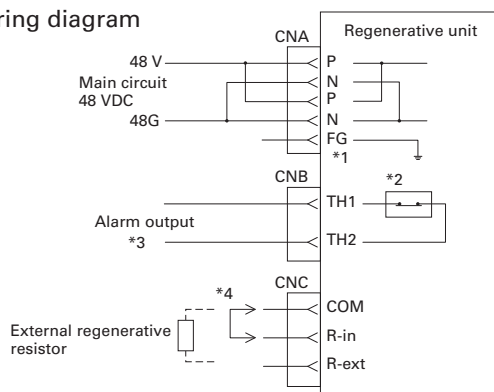 ring diagram
CNA
Regenerative unit
48 V
Main circuit
48 VDC
48G
P
N
P
N
FG
*1
CNB
*2
TH1
Alarm output
*3
TH2
CNC
*4
COM
External regenerative
resistor
R-in
R-ext